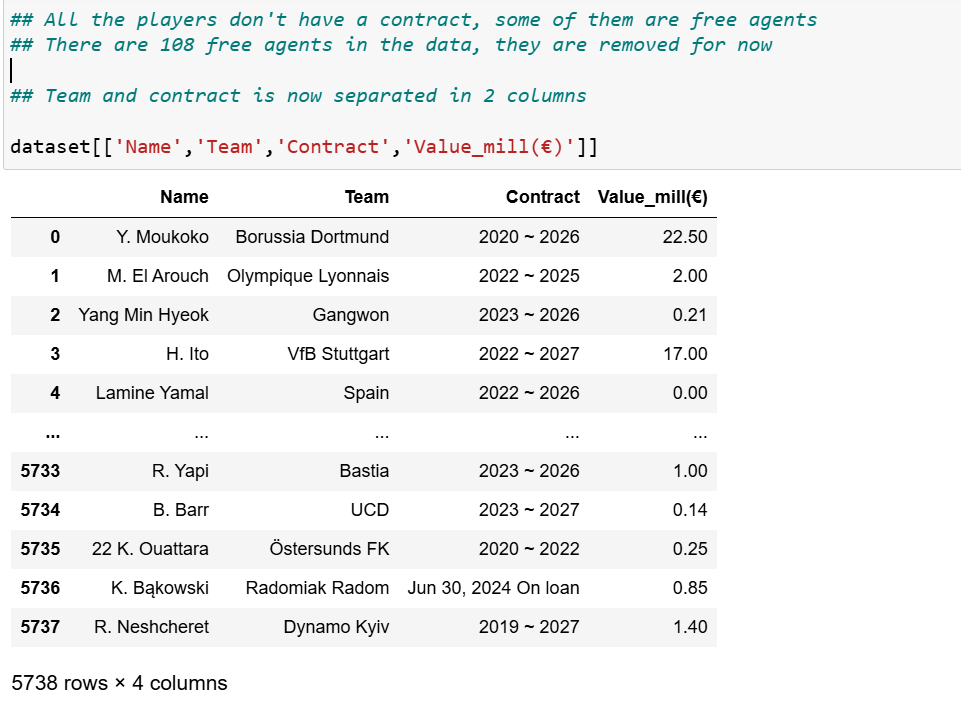 ## All the players don't have a contract, some of them are free agents
## There are 108 free agents in the data, they are removed for now
## Team and contract is now separated in 2 columns
dataset[['Name','Team','Contract','Value_mill(€)']]
Name Team Contract Value_mill(€)
0 Y. Moukoko Borussia Dortmund 2020 ~ 2026 22.50
1 M. El Arouch Olympique Lyonnais 2022 ~ 2025 2.00
2 Yang Min Hyeok Gangwon 2023 ~ 2026 0.21
3 H. Ito VfB Stuttgart 2022 ~ 2027 17.00
4 Lamine Yamal Spain 2022 ~ 2026 0.00
... ... ... ... ...
5733 R. Yapi Bastia 2023 ~ 2026 1.00
5734 B. Barr UCD 2023 ~ 2027 0.14
5735 22 K. Ouattara Östersunds FK 2020 ~ 2022 0.25
5736 K. Bąkowski Radomiak Radom Jun 30, 2024 On loan 0.85
5737 R. Neshcheret Dynamo Kyiv 2019 ~ 2027 1.40
5738 rows × 4 columns